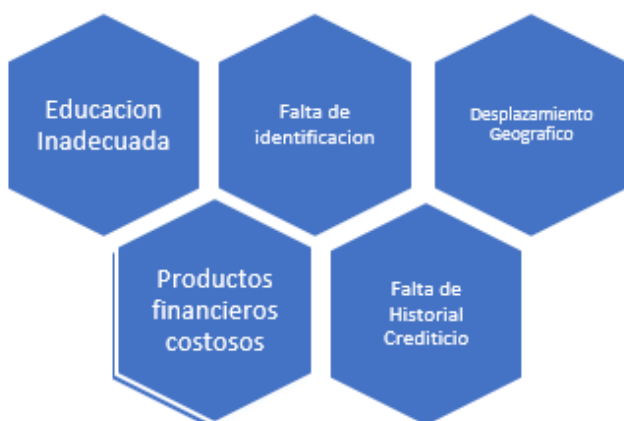 Educacion
Inadecuada
Falta de
identificacion
Desplazamiento
Geografico
Productos
financieros
costosos
Falta de
Historial
Crediticio